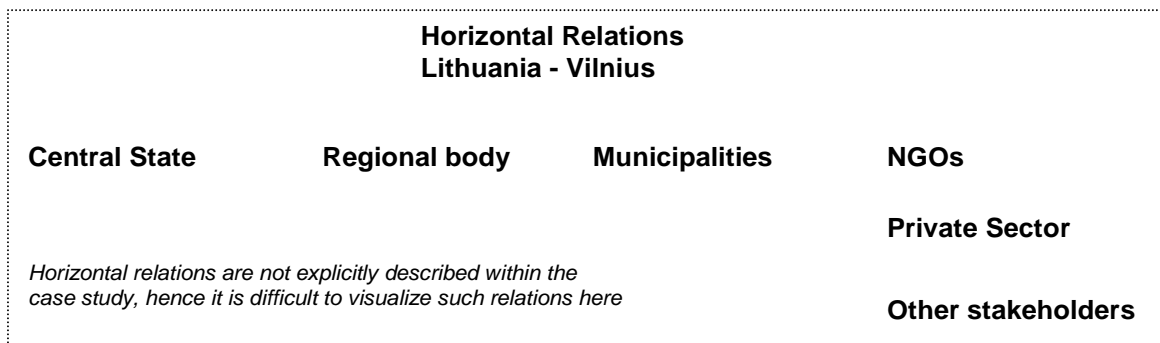 Horizontal Relations
Lithuania - Vilnius
Central State Regional body Municipalities NGOs
Private Sector
Horizontal relations are not explicitly described within the
case study, hence it is difficult to visualize such relations here
Other stakeholders